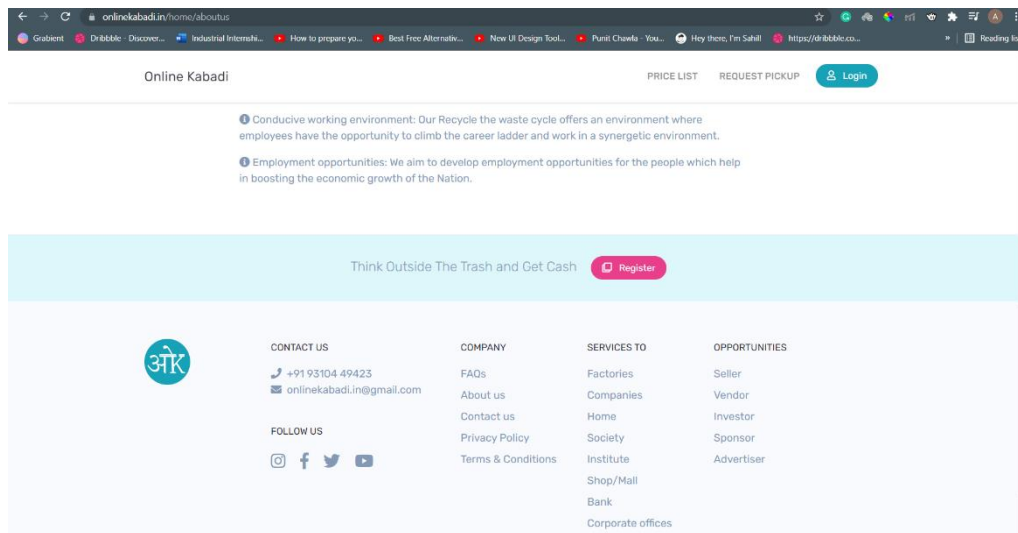 onlinekabadi.in/home/aboutus
Grabient Dribbble - Discover... Industrial Internshi... How to prepare yo... Best Free Alternativ... New UI Design Tool... Punit Chawla - You... Hey there, I'm Sahil! https://dribbble.co... » Reading lis
Online Kabadi PRICE LIST REQUEST PICKUP Login
Conducive working environment: Our Recycle the waste cycle offers an environment where
employees have the opportunity to climb the career ladder and work in a synergetic environment.
Employment opportunities: We aim to develop employment opportunities for the people which help
in boosting the economic growth of the Nation.
Think Outside The Trash and Get Cash Register
ओK
CONTACT US
+91 93104 49423
onlinekabadi.in@gmail.com
FOLLOW US
COMPANY
FAQs
About us
Contact us
Privacy Policy
Terms & Conditions
SERVICES TO
Factories
Companies
Home
Society
Institute
Shop/Mall
Bank
Corporate offices
OPPORTUNITIES
Seller
Vendor
Investor
Sponsor
Advertiser